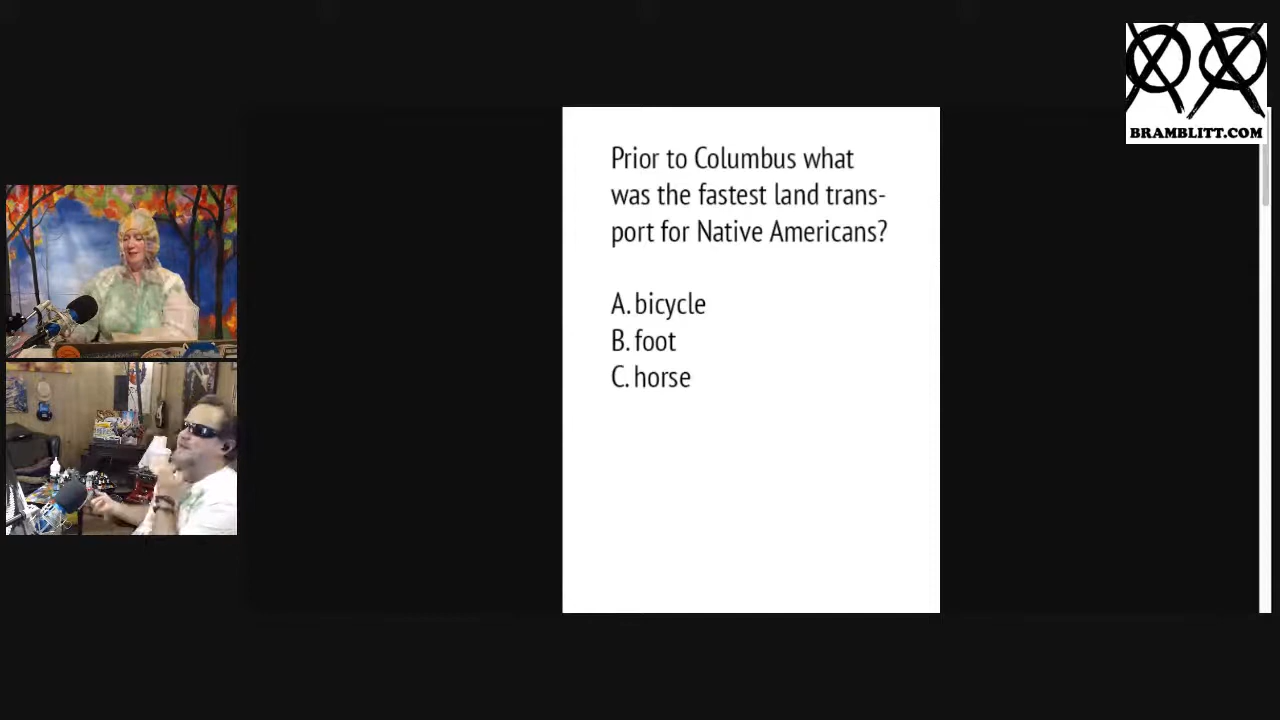 BRAMBLITT.COM
Prior to Columbus what
was the fastest land trans-
port for Native Americans?
A. bicycle
B. foot
C. horse